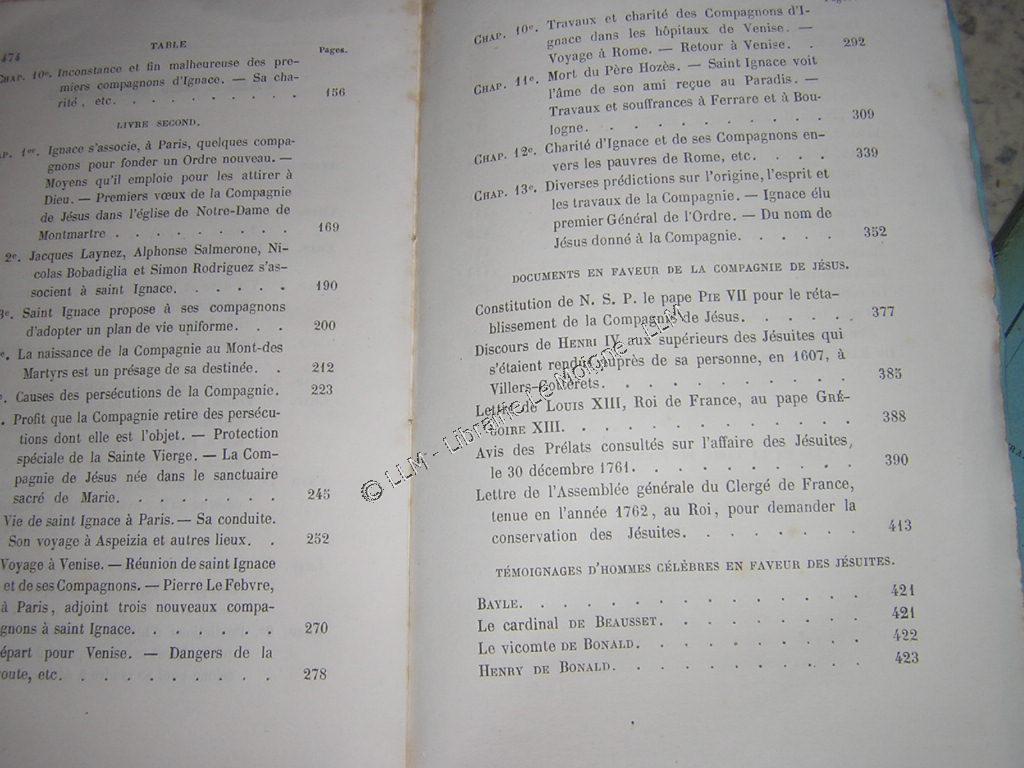 474
TABLE
Pages.
CHAP. 10e. Inconstance et fin malheureuse des pre-
miers compagnons d'Ignace. — Sa cha-
rité, etc. . . . . . . . . . 156
LIVRE SECOND.
AP. 1er. Ignace s'associe, à Paris, quelques compa-
gnons pour fonder un Ordre nouveau. —
Moyens qu'il emploie pour les attirer à
Dieu. — Premiers vœux de la Compagnie
de Jésus dans l'église de Notre-Dame de
Montmartre . . . . . . . . . 169
2e. Jacques Laynez, Alphonse Salmerone, Ni-
colas Bobadiglia et Simon Rodriguez s'as-
socient à saint Ignace. . . . . . 190
3e. Saint Ignace propose à ses compagnons
d'adopter un plan de vie uniforme. . . 200
e. La naissance de la Compagnie au Mont-des
Martyrs est un présage de sa destinée. . 212
e. Causes des persécutions de la Compagnie. 223
. Profit que la Compagnie retire des persécu-
tions dont elle est l'objet. — Protection
spéciale de la Sainte Vierge. — La Com-
pagnie de Jésus née dans le sanctuaire
sacré de Marie. . . . . . . . 245
Vie de saint Ignace à Paris. — Sa conduite.
Son voyage à Aspeizia et autres lieux. . 252
Voyage à Venise. — Réunion de saint Ignace
et de ses Compagnons. — Pierre Le Febvre,
à Paris, adjoint trois nouveaux compa-
gnons à saint Ignace. . . . . . . 270
épart pour Venise. — Dangers de la
oute, etc. . . . . . . . . . 278
CHAP. 10e. Travaux et charité des Compagnons d'I-
gnace dans les hôpitaux de Venise. —
Voyage à Rome. — Retour à Venise. . 292
CHAP. 11e. Mort du Père Hozès. — Saint Ignace voit
l'âme de son ami reçue au Paradis. —
Travaux et souffrances à Ferrare et à Bou-
logne. . . . . . . . . . . 309
CHAP. 12e. Charité d'Ignace et de ses Compagnons en-
vers les pauvres de Rome, etc. . . . . 339
CHAP. 13e. Diverses prédictions sur l'origine, l'esprit et
les travaux de la Compagnie. — Ignace élu
premier Général de l'Ordre. — Du nom de
Jésus donné à la Compagnie. . . . . 352
DOCUMENTS EN FAVEUR DE LA COMPAGNIE DE JÉSUS.
Constitution de N. S. P. le pape PIE VII pour le réta-
blissement de la Compagnie de Jésus. . . . . . 377
Discours de HENRI IV aux supérieurs des Jésuites qui
s'étaient rendus auprès de sa personne, en 1607, à
Villers-Cotterets. . . . . . . . . . . 385
Lettre de LOUIS XIII, Roi de France, au pape GRÉ-
GOIRE XIII. . . . . . . . . . . . 388
Avis des Prélats consultés sur l'affaire des Jésuites,
le 30 décembre 1761. . . . . . . . . . 390
Lettre de l'Assemblée générale du Clergé de France,
tenue en l'année 1762, au Roi, pour demander la
conservation des Jésuites. . . . . . . . 413
TÉMOIGNAGES D'HOMMES CÉLÈBRES EN FAVEUR DES JÉSUITES.
BAYLE. . . . . . . . . . . . . . 421
Le cardinal DE BEAUSSET. . . . . . . . . 421
Le vicomte DE BONALD. . . . . . . . . . 422
HENRY DE BONALD. . . . . . . . . . . 423
© LLM - Librairie Le Moigne - LLM